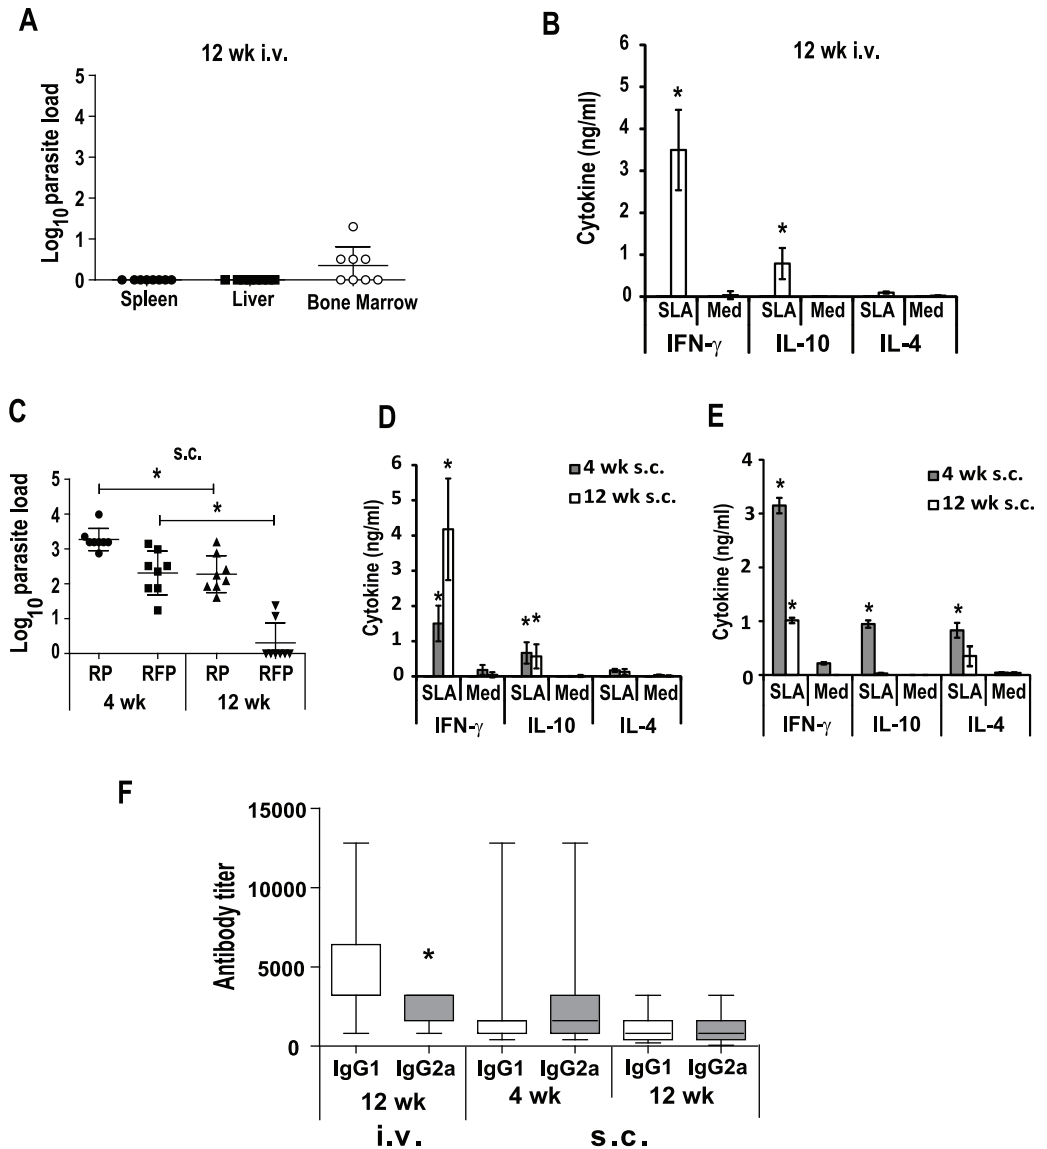 A
12 wk i.v.
Log10 parasite load
5
4
3
2
1
0
Spleen Liver Bone Marrow
B
12 wk i.v.
Cytokine (ng/ml)
6
5
4
3
2
1
0
* *
SLA Med SLA Med SLA Med
IFN-γ IL-10 IL-4
C
s.c.
Log10 parasite load
5
4
3
2
1
0
* *
RP RFP RP RFP
4 wk 12 wk
D
4 wk s.c.
12 wk s.c.
Cytokine (ng/ml)
6
5
4
3
2
1
0
* * * *
SLA Med SLA Med SLA Med
IFN-γ IL-10 IL-4
E
4 wk s.c.
12 wk s.c.
Cytokine (ng/ml)
4
3
2
1
0
* * * *
SLA Med SLA Med SLA Med
IFN-γ IL-10 IL-4
F
Antibody titer
15000
10000
5000
0
*
IgG1 IgG2a IgG1 IgG2a IgG1 IgG2a
12 wk 4 wk 12 wk
i.v. s.c.